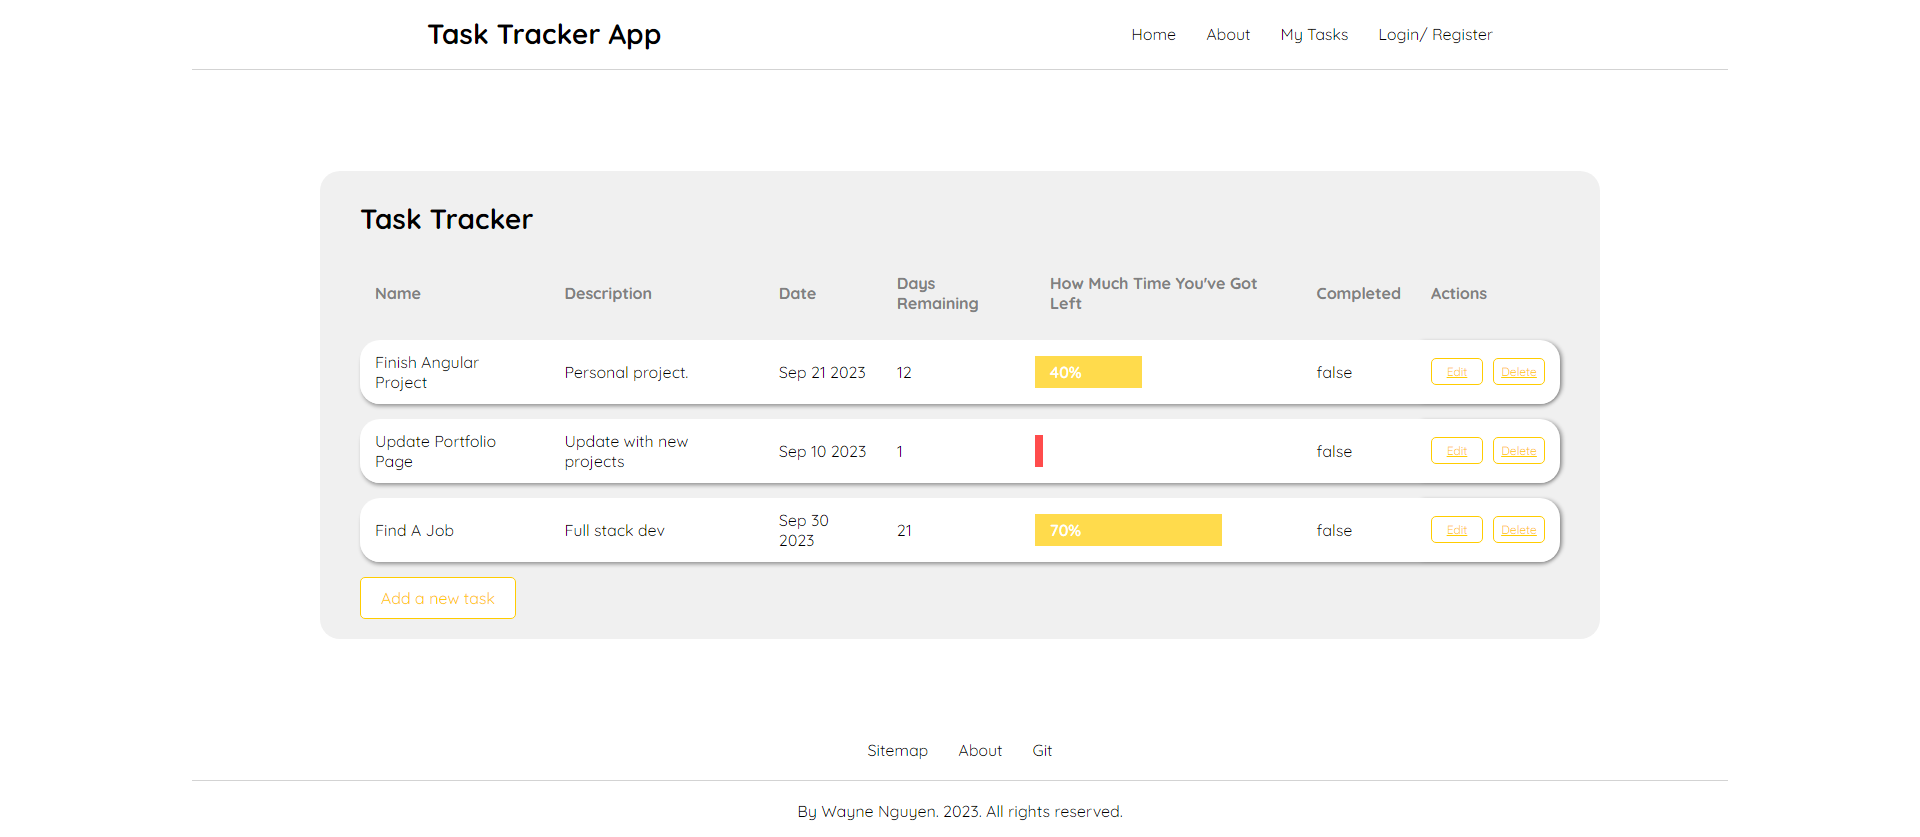 Task Tracker App
Home About My Tasks Login/ Register
Task Tracker
Name Description Date Days Remaining How Much Time You've Got Left Completed Actions
Finish Angular Project Personal project. Sep 21 2023 12 40% false Edit Delete
Update Portfolio Page Update with new projects Sep 10 2023 1 false Edit Delete
Find A Job Full stack dev Sep 30 2023 21 70% false Edit Delete
Add a new task
Sitemap About Git
By Wayne Nguyen. 2023. All rights reserved.